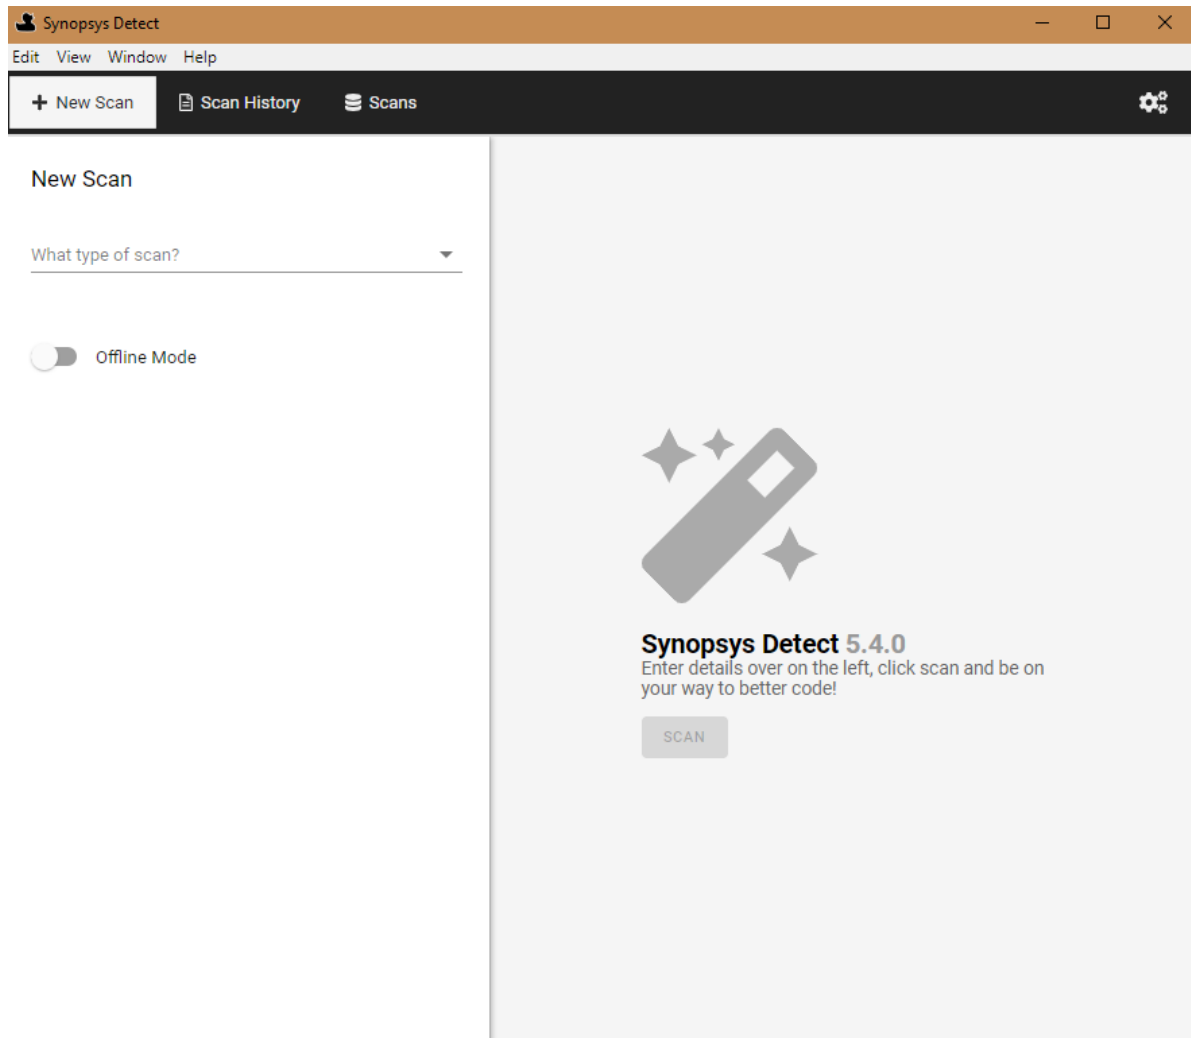 Synopsys Detect
Edit View Window Help
New Scan Scan History Scans
New Scan
What type of scan?
Offline Mode
Synopsys Detect 5.4.0
Enter details over on the left, click scan and be on
your way to better code!
SCAN